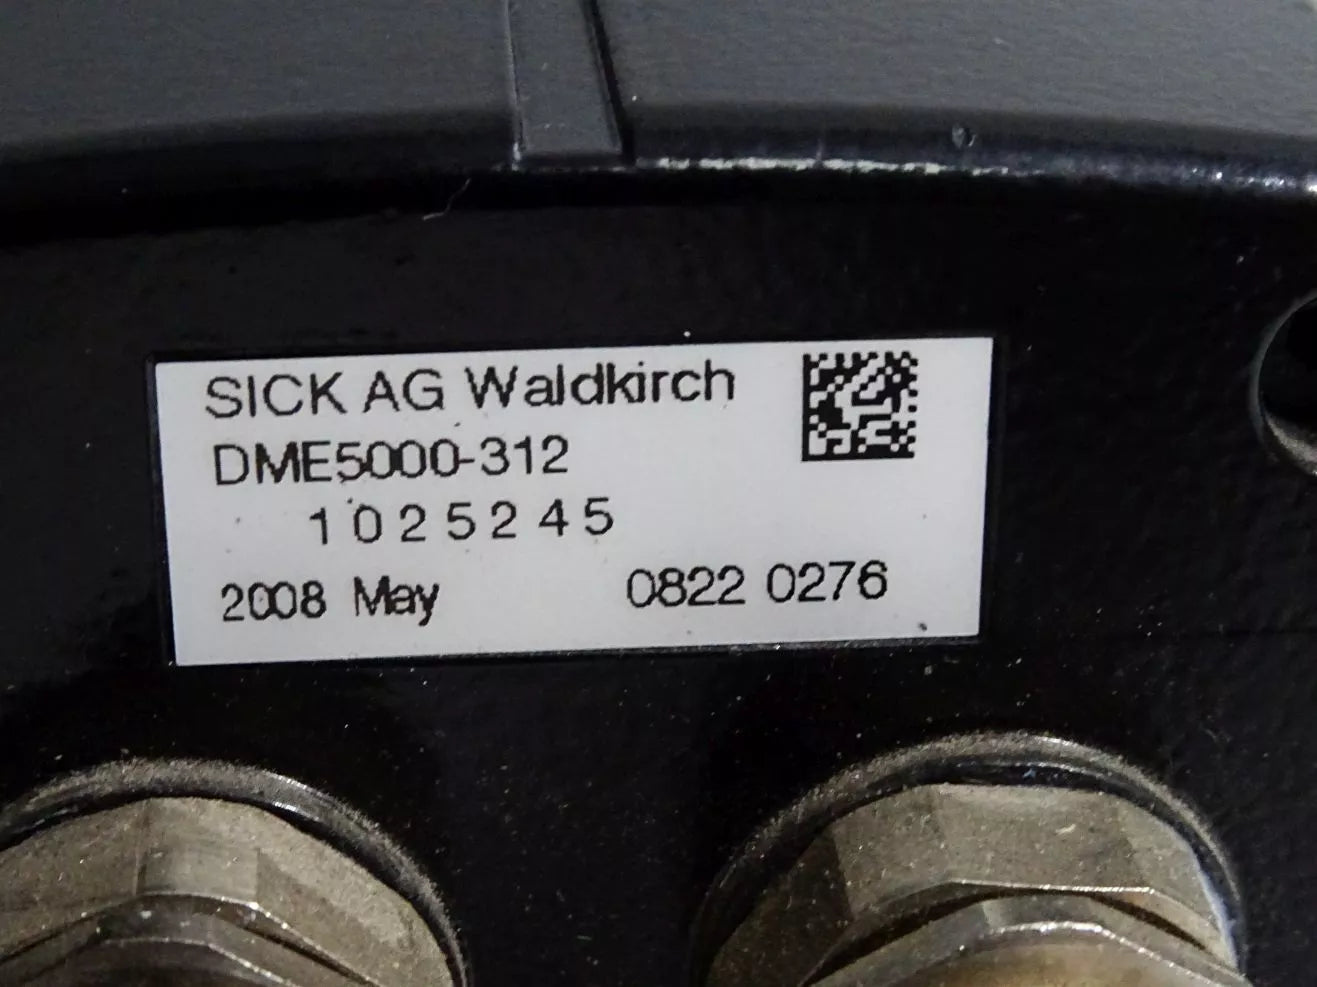 SICK AG Waldkirch
DME5000-312
1025245
2008 May 0822 0276